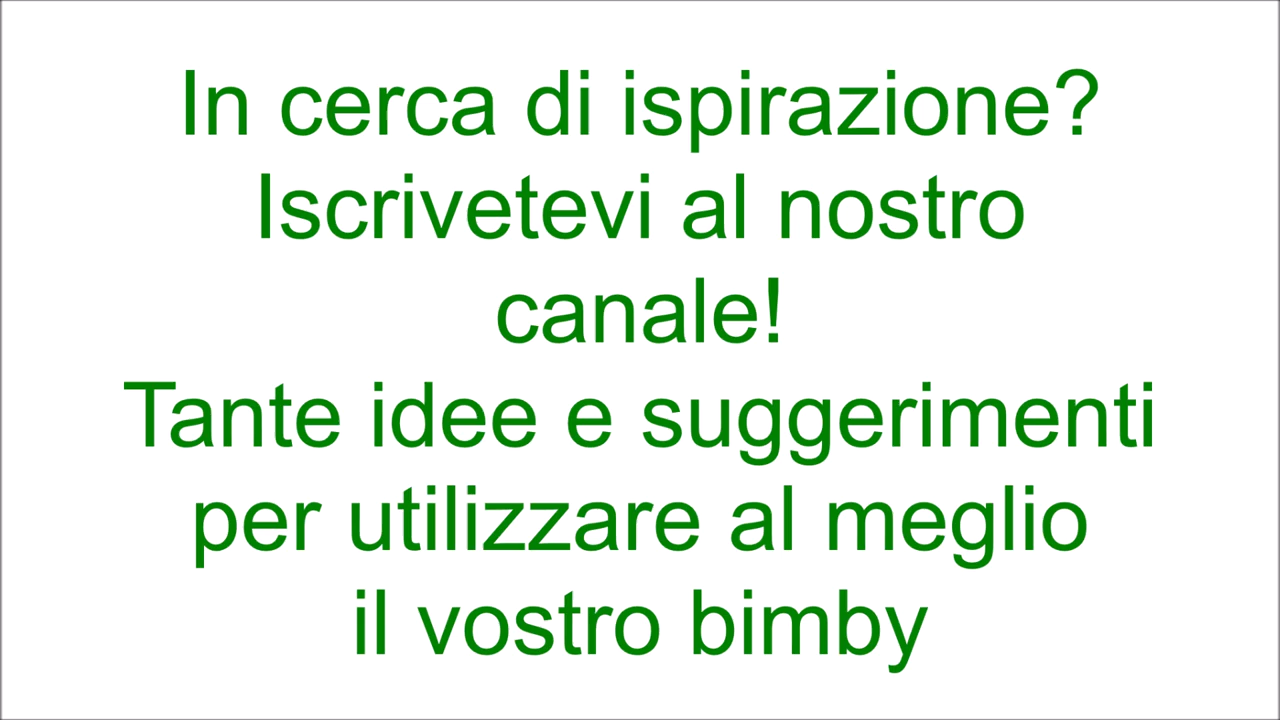 In cerca di ispirazione?
Iscrivetevi al nostro
canale!
Tante idee e suggerimenti
per utilizzare al meglio
il vostro bimby